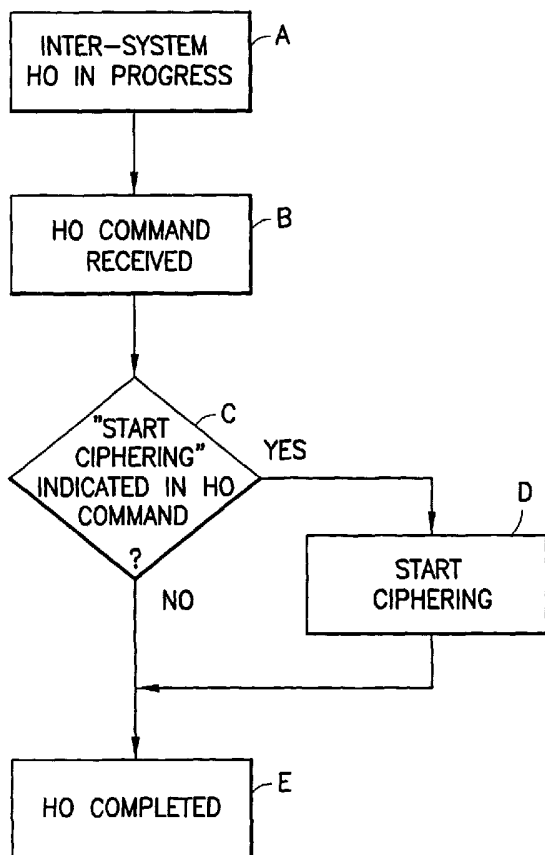 INTER-SYSTEM
HO IN PROGRESS
A
HO COMMAND
RECEIVED
B
"START
CIPHERING"
INDICATED IN HO
COMMAND
?
C
YES
NO
D
START
CIPHERING
HO COMPLETED
E